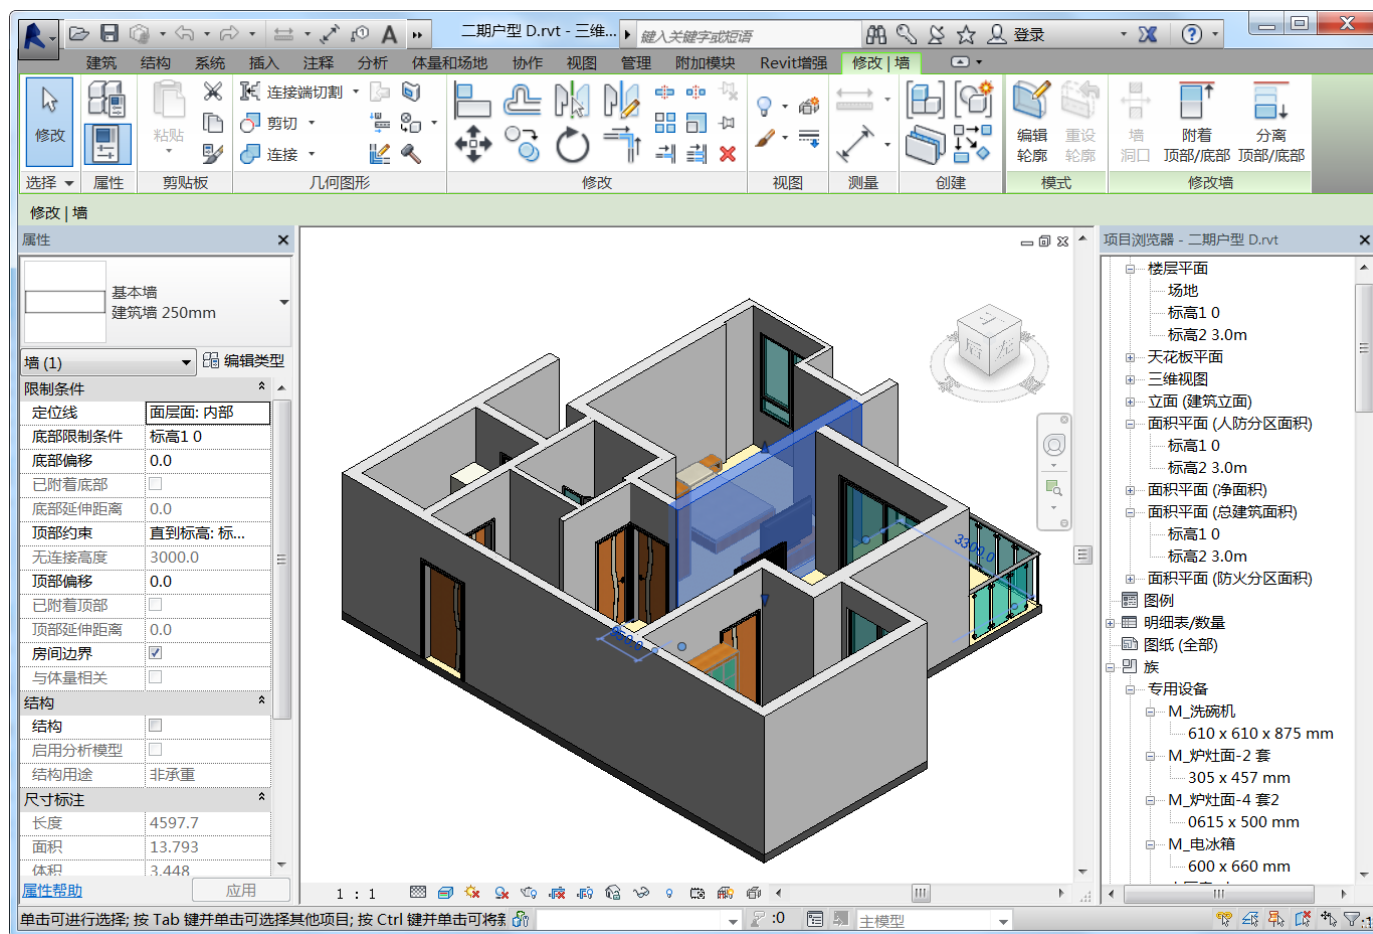 二期户型 D.rvt - 三维...
键入关键字或短语
登录
建筑 结构 系统 插入 注释 分析 体量和场地 协作 视图 管理 附加模块 Revit增强 修改 | 墙
修改
粘贴
连接端切割
剪切
连接
编辑
轮廓
重设
轮廓
墙
洞口
附着
顶部/底部
分离
顶部/底部
选择 属性 剪贴板 几何图形 修改 视图 测量 创建 模式 修改墙
修改 | 墙
属性
基本墙
建筑墙 250mm
墙 (1)
编辑类型
限制条件
定位线 面层面: 内部
底部限制条件 标高1 0
底部偏移 0.0
已附着底部
底部延伸距离 0.0
顶部约束 直到标高: 标...
无连接高度 3000.0
顶部偏移 0.0
已附着顶部
顶部延伸距离 0.0
房间边界
与体量相关
结构
结构
启用分析模型
结构用途 非承重
尺寸标注
长度 4597.7
面积 13.793
体积 3.448
属性帮助
应用
上
后
3300.0
1 : 1
项目浏览器 - 二期户型 D.rvt
楼层平面
场地
标高1 0
标高2 3.0m
天花板平面
三维视图
立面 (建筑立面)
面积平面 (人防分区面积)
标高1 0
标高2 3.0m
面积平面 (净面积)
面积平面 (总建筑面积)
标高1 0
标高2 3.0m
面积平面 (防火分区面积)
图例
明细表/数量
图纸 (全部)
族
专用设备
M_洗碗机
610 x 610 x 875 mm
M_炉灶面-2 套
305 x 457 mm
M_炉灶面-4 套2
0615 x 500 mm
M_电冰箱
600 x 660 mm
单击可进行选择; 按 Tab 键并单击可选择其他项目; 按 Ctrl 键并单击可将
:0
主模型
:1